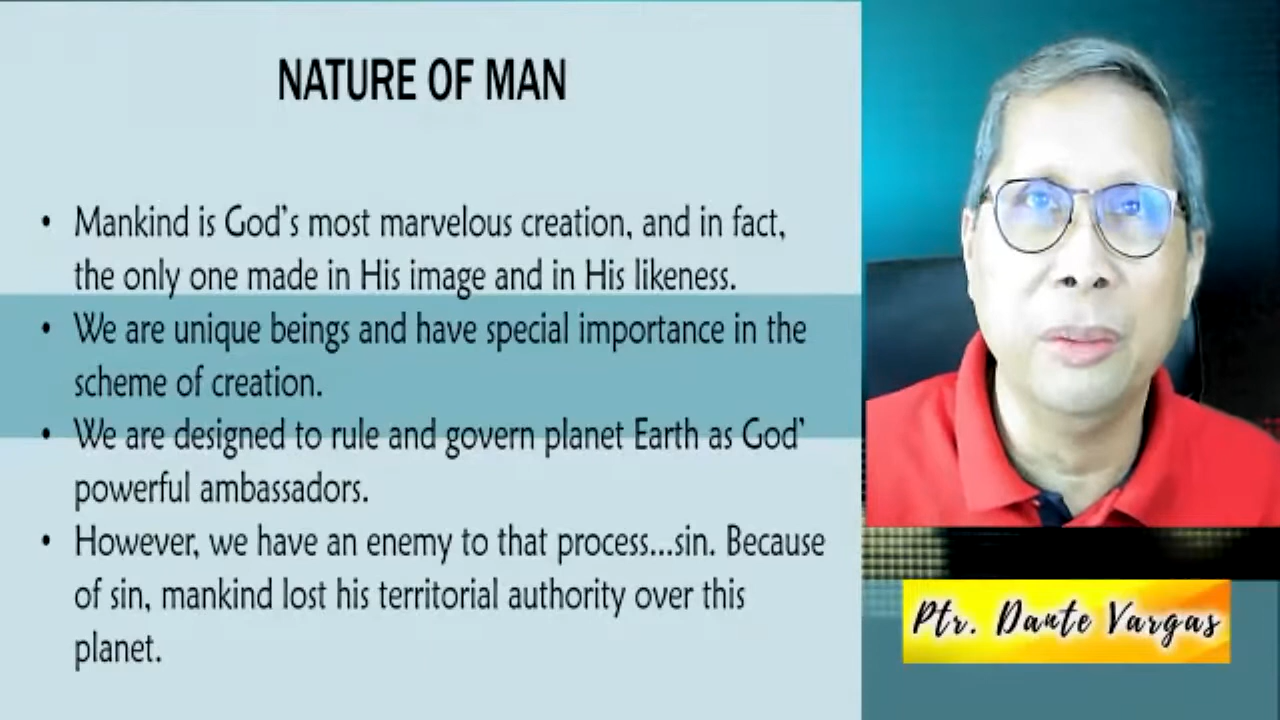 NATURE OF MAN
• Mankind is God's most marvelous creation, and in fact,
the only one made in His image and in His likeness.
• We are unique beings and have special importance in the
scheme of creation.
• We are designed to rule and govern planet Earth as God'
powerful ambassadors.
• However, we have an enemy to that process...sin. Because
of sin, mankind lost his territorial authority over this
planet.
Ptr. Dante Vargas